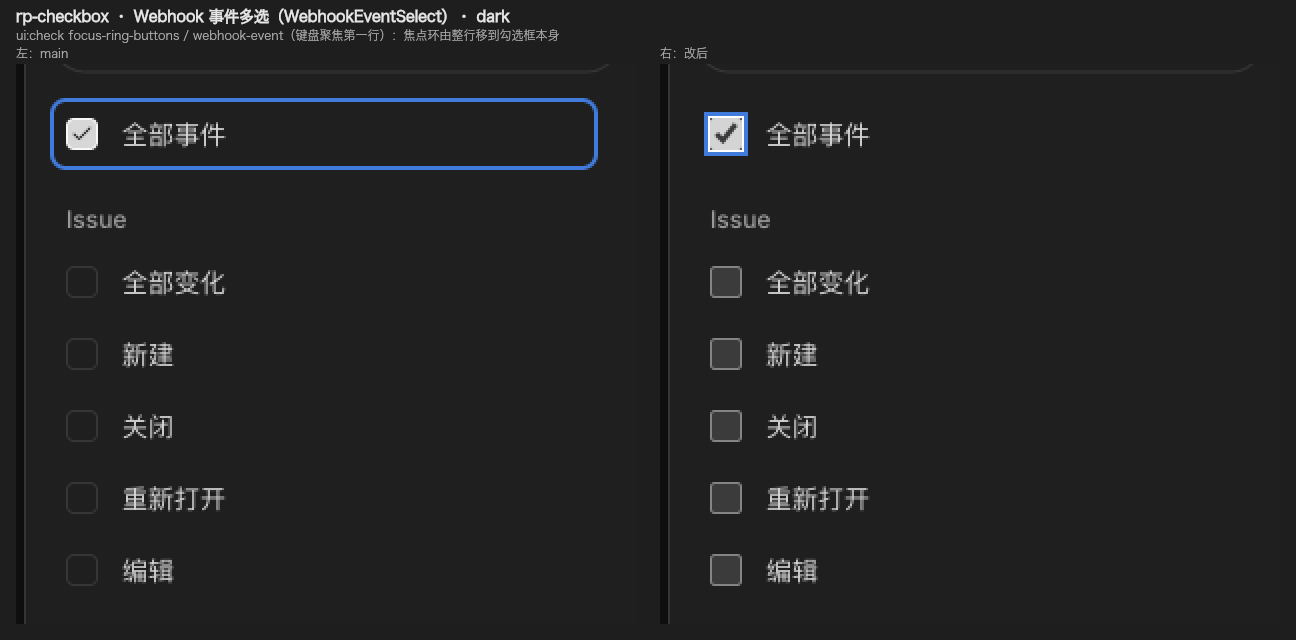 rp-checkbox · Webhook 事件多选（WebhookEventSelect） · dark
ui:check focus-ring-buttons / webhook-event（键盘聚焦第一行）：焦点环由整行移到勾选框本身
左：main
右：改后
全部事件
Issue
全部变化
新建
关闭
重新打开
编辑
全部事件
Issue
全部变化
新建
关闭
重新打开
编辑